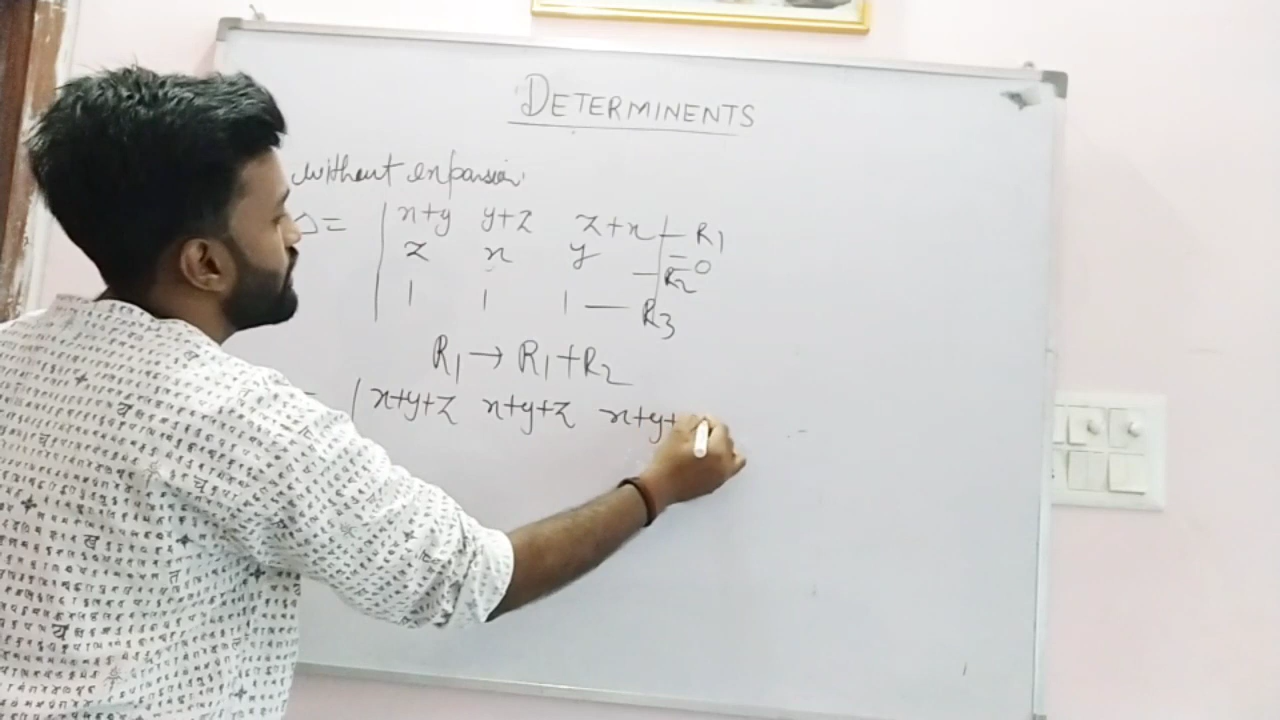 DETERMINENTS
without expansion
Δ = | x+y y+z z+x | — R1
z x y = 0
— R2
1 1 1 — R3
R1 → R1+R2
= | x+y+z x+y+z x+y+